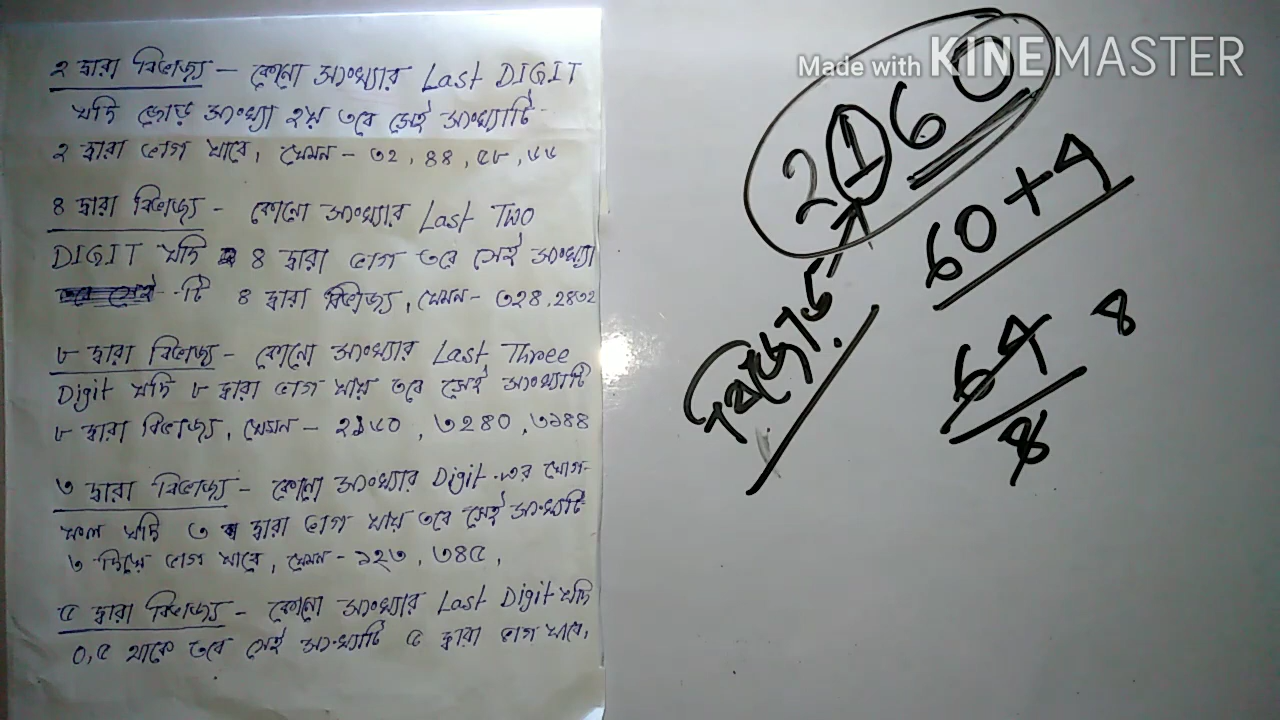 ২ দ্বারা বিভাজ্য - কোনো সংখ্যার Last DIGIT
যদি জোড় সংখ্যা হয় তবে সেই সংখ্যাটি
২ দ্বারা ভাগ যাবে, যেমন - ৩২, ৪৪, ৫৮, ৬৬
৪ দ্বারা বিভাজ্য - কোনো সংখ্যার Last TWO
DIGIT যদি ৪ দ্বারা ভাগ তবে সেই সংখ্যা
টি ৪ দ্বারা বিভাজ্য, যেমন - ৩২৪, ২৪৩২
৮ দ্বারা বিভাজ্য - কোনো সংখ্যার Last Three
Digit যদি ৮ দ্বারা ভাগ যায় তবে সেই সংখ্যাটি
৮ দ্বারা বিভাজ্য, যেমন - ২১৬০, ৩২৪০, ৩১৪৪
৩ দ্বারা বিভাজ্য - কোনো সংখ্যার Digit এর যোগ-
ফল যদি ৩ দ্বারা ভাগ যায় তবে সেই সংখ্যাটি
৩ দিয়ে ভাগ যাবে, যেমন - ১২৩, ৩৪৫,
৫ দ্বারা বিভাজ্য - কোনো সংখ্যার Last Digit যদি
০,৫ থাকে তবে সেই সংখ্যাটি ৫ দ্বারা ভাগ যাবে,
Made with KINEMASTER
2160
60+4
বিজোড়
64 8
8